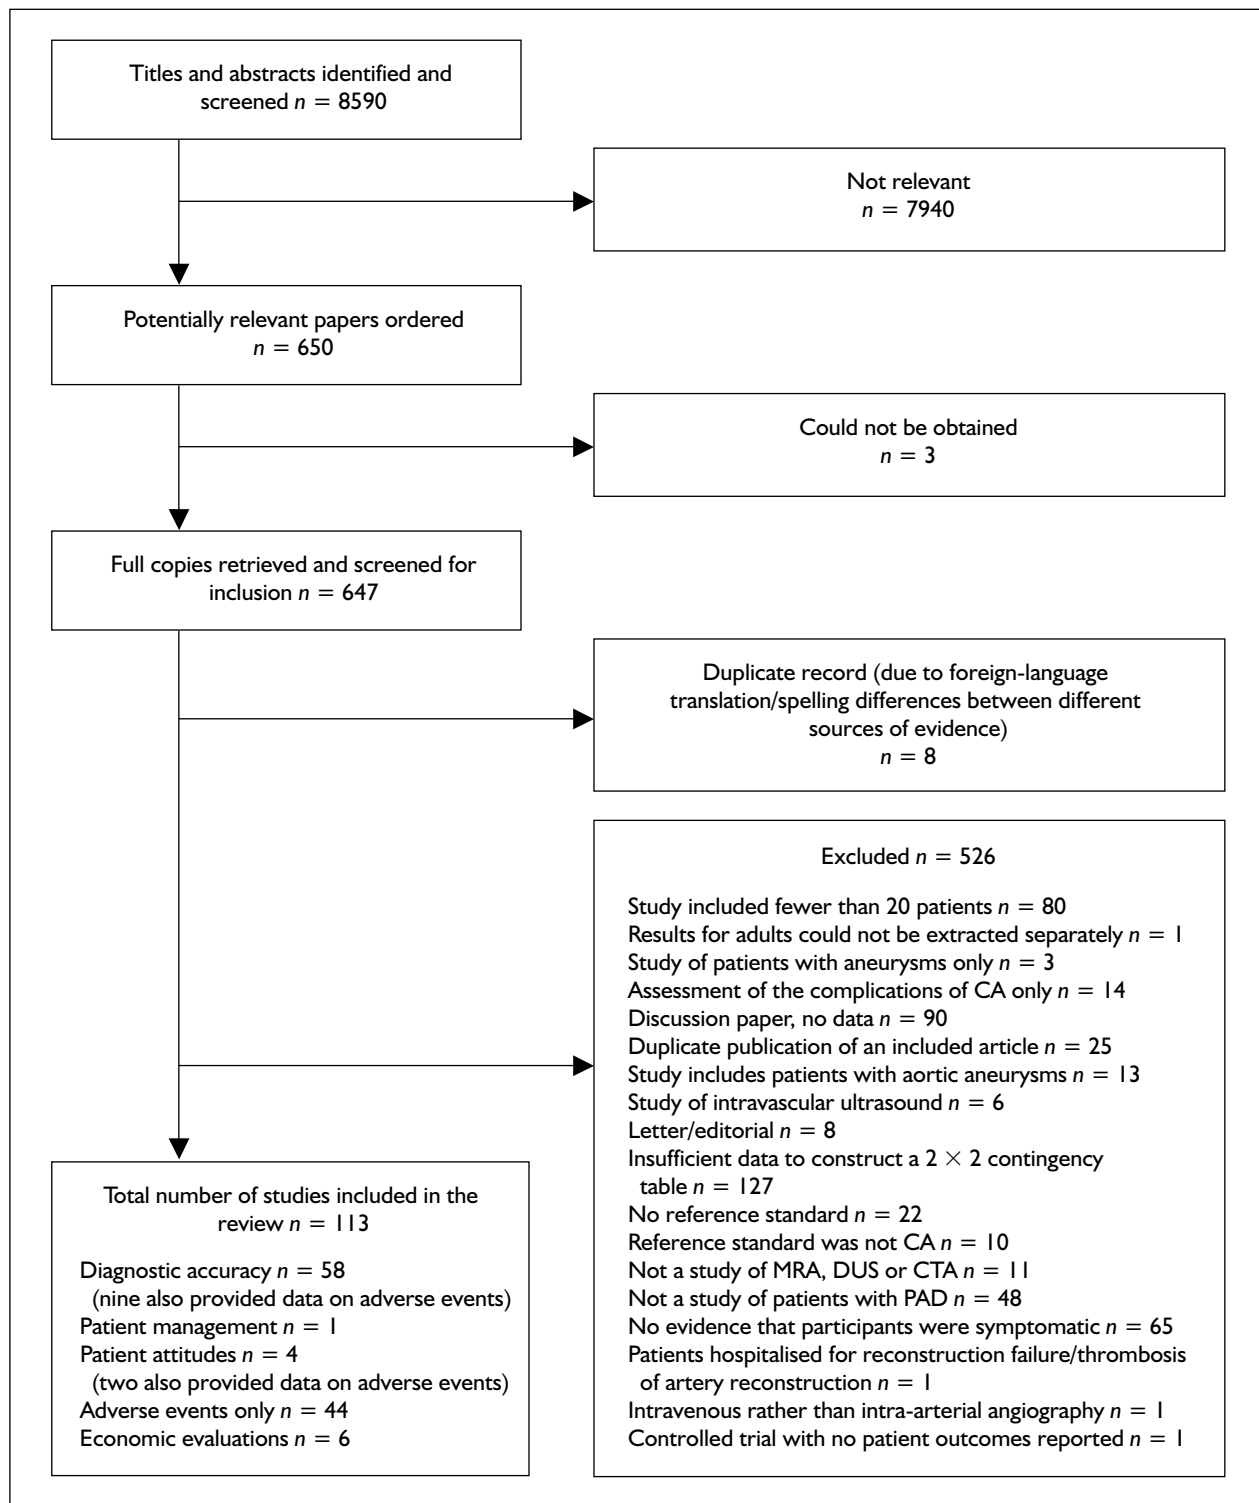 Titles and abstracts identified and
screened n = 8590
Not relevant
n = 7940
Potentially relevant papers ordered
n = 650
Could not be obtained
n = 3
Full copies retrieved and screened for
inclusion n = 647
Duplicate record (due to foreign-language
translation/spelling differences between different
sources of evidence)
n = 8
Excluded n = 526
Study included fewer than 20 patients n = 80
Results for adults could not be extracted separately n = 1
Study of patients with aneurysms only n = 3
Assessment of the complications of CA only n = 14
Discussion paper, no data n = 90
Duplicate publication of an included article n = 25
Study includes patients with aortic aneurysms n = 13
Study of intravascular ultrasound n = 6
Letter/editorial n = 8
Insufficient data to construct a 2 × 2 contingency
table n = 127
No reference standard n = 22
Reference standard was not CA n = 10
Not a study of MRA, DUS or CTA n = 11
Not a study of patients with PAD n = 48
No evidence that participants were symptomatic n = 65
Patients hospitalised for reconstruction failure/thrombosis
of artery reconstruction n = 1
Intravenous rather than intra-arterial angiography n = 1
Controlled trial with no patient outcomes reported n = 1
Total number of studies included in the
review n = 113
Diagnostic accuracy n = 58
(nine also provided data on adverse events)
Patient management n = 1
Patient attitudes n = 4
(two also provided data on adverse events)
Adverse events only n = 44
Economic evaluations n = 6